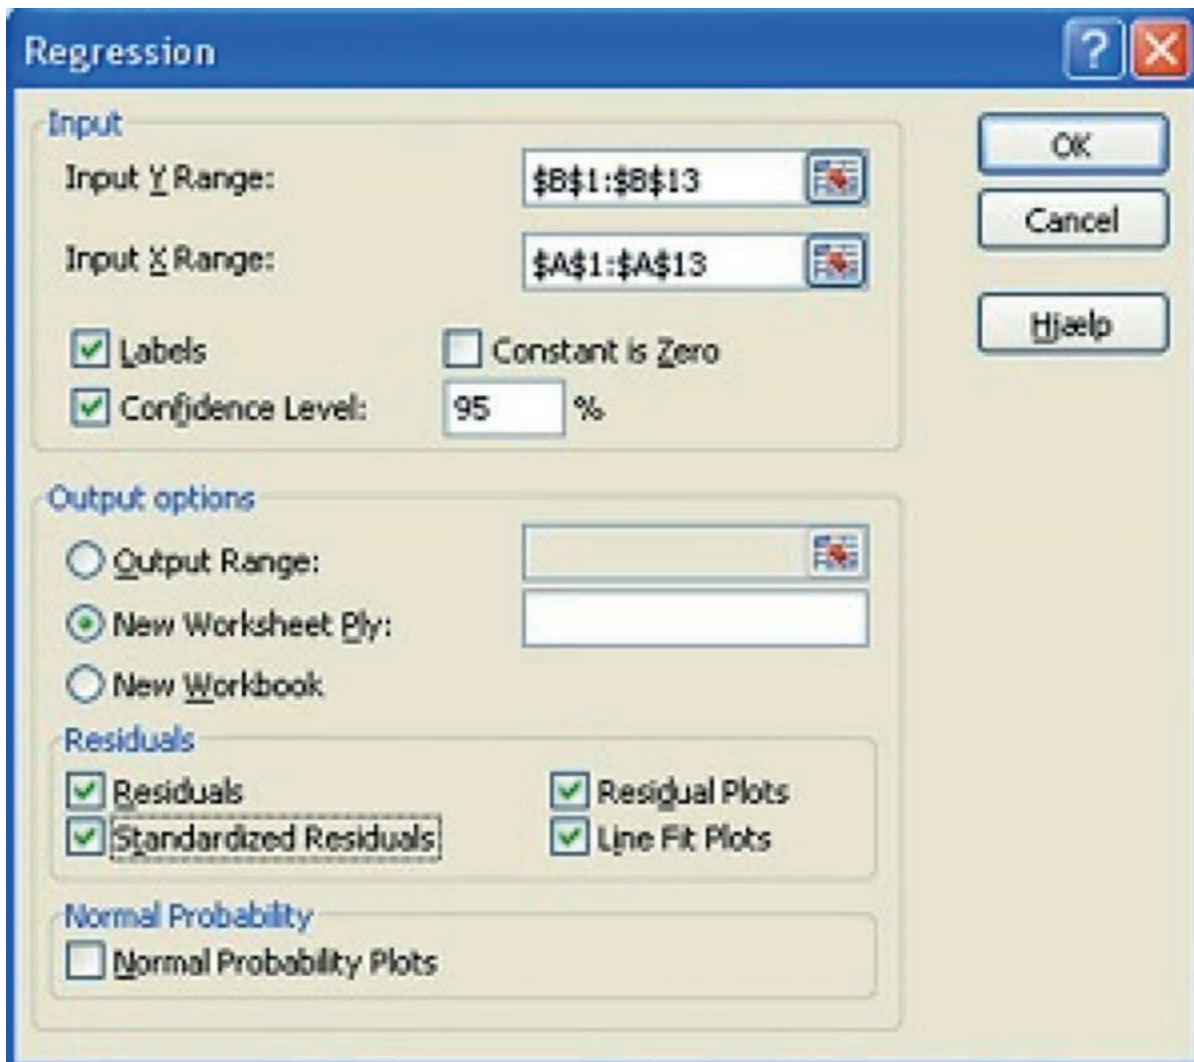 Regression
Input
Input Y Range: $B$1:$B$13
Input X Range: $A$1:$A$13
Labels Constant is Zero
Confidence Level: 95 %
OK
Cancel
Hjælp
Output options
Output Range:
New Worksheet Ply:
New Workbook
Residuals
Residuals Residual Plots
Standardized Residuals Line Fit Plots
Normal Probability
Normal Probability Plots